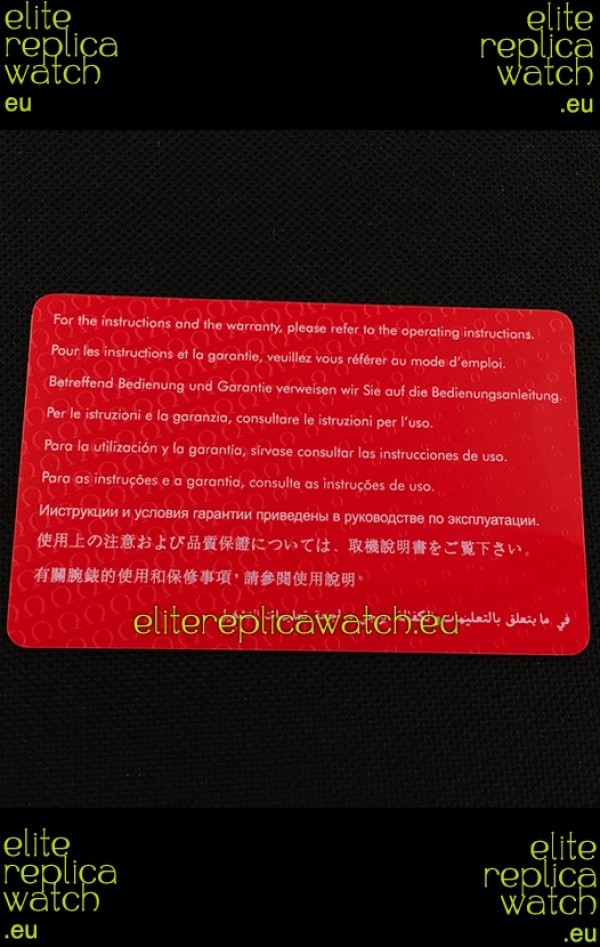 elite
replica
watch
.eu
elite
replica
watch
.eu
For the instructions and the warranty, please refer to the operating instructions.
Pour les instructions et la garantie, veuillez vous référer au mode d'emploi.
Betreffend Bedienung und Garantie verweisen wir Sie auf die Bedienungsanleitung.
Per le istruzioni e la garanzia, consultare le istruzioni per l'uso.
Para la utilización y la garantía, sírvase consultar las instrucciones de uso.
Para as instruções e a garantia, consulte as instruções de uso.
Инструкции и условия гарантии приведены в руководстве по эксплуатации.
使用上の注意および品質保證については、取機說明書をご覽下さい。
有關腕錶的使用和保修事項，請參閱使用說明。
في ما يتعلق بالتعليمات
elitereplicawatch.eu
elite
replica
watch
.eu
elite
replica
watch
.eu